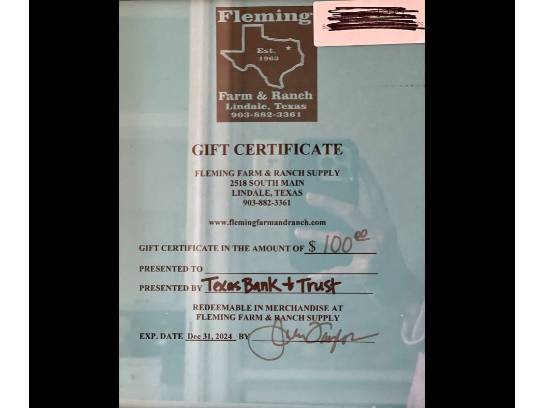 Fleming
Est.
1963
Farm & Ranch
Lindale, Texas
903-882-3361
GIFT CERTIFICATE
FLEMING FARM & RANCH SUPPLY
2518 SOUTH MAIN
LINDALE, TEXAS
903-882-3361
www.flemingfarmandranch.com
GIFT CERTIFICATE IN THE AMOUNT OF $ 100 00
PRESENTED TO
PRESENTED BY Texas Bank + Trust
REDEEMABLE IN MERCHANDISE AT
FLEMING FARM & RANCH SUPPLY
EXP. DATE Dec 31, 2024 BY